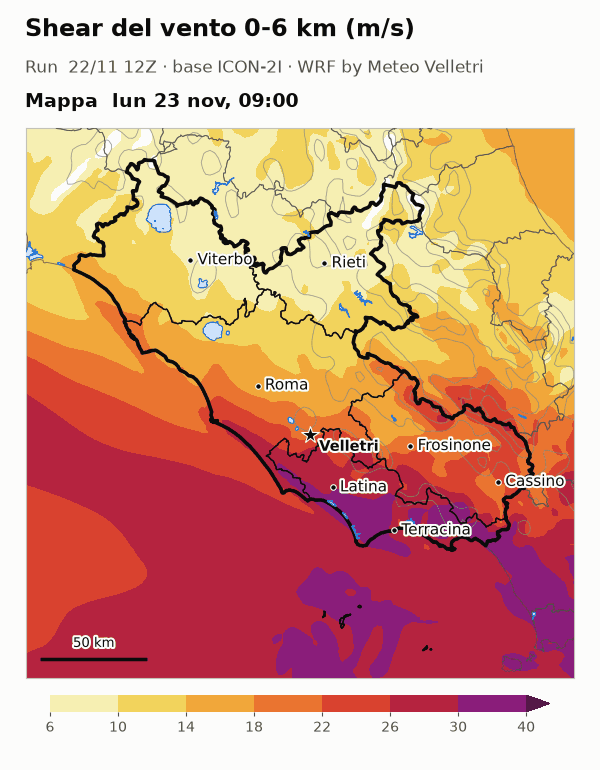 Shear del vento 0-6 km (m/s)
Run  22/11 12Z · base ICON-2I · WRF by Meteo Velletri
Mappa  lun 23 nov, 09:00
Viterbo
Rieti
Roma
Velletri
Frosinone
Latina
Cassino
Terracina
50 km
6 10 14 18 22 26 30 40